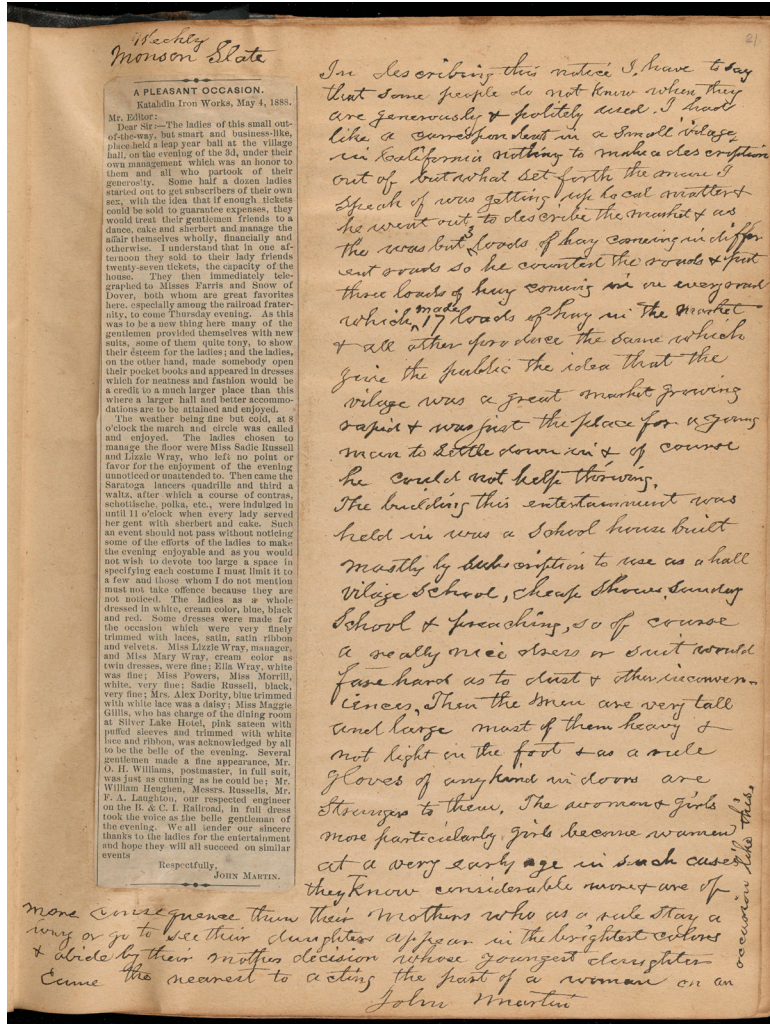 21.
Weekly
Monson Slate
A PLEASANT OCCASION.
Katahdin Iron Works, May 4, 1888.
Mr. Editor:
Dear Sir:—The ladies of this small out-
of-the-way, but smart and business-like,
place held a leap year ball at the village
hall, on the evening of the 3d, under their
own management which was an honor to
them and all who partook of their
generosity. Some half a dozen ladies
started out to get subscribers of their own
sex, with the idea that if enough tickets
could be sold to guarantee expenses, they
would treat their gentlemen friends to a
dance, cake and sherbet and manage the
affair themselves wholly, financially and
otherwise. I understand that in one af-
ternoon they sold to their lady friends
twenty-seven tickets, the capacity of the
house. They then immediately tele-
graphed to Misses Farris and Snow of
Dover, both whom are great favorites
here, especially among the railroad frater-
nity, to come Thursday evening. As this
was to be a new thing here many of the
gentlemen provided themselves with new
suits, some of them quite tony, to show
their esteem for the ladies; and the ladies,
on the other hand, made somebody open
their pocket books and appeared in dresses
which for neatness and fashion would be
a credit to a much larger place than this
where a larger hall and better accommo-
dations are to be attained and enjoyed.
The weather being fine but cold, at 8
o'clock the march and circle was called
and enjoyed. The ladies chosen to
manage the floor were Miss Sadie Russell
and Lizzie Wray, who left no point or
favor for the enjoyment of the evening
unnoticed or unattended to. Then came the
Saratoga lancers quadrille and third a
waltz, after which a course of contras,
schottische, polka, etc., were indulged in
until 11 o'clock when every lady served
her gent with sherbert and cake. Such
an event should not pass without noticing
some of the efforts of the ladies to make
the evening enjoyable and as you would
not wish to devote too large a space in
specifying each costume I must limit it to
a few and those whom I do not mention
must not take offence because they are
not noticed. The ladies as a whole
dressed in white, cream color, blue, black
and red. Some dresses were made for
the occasion which were very finely
trimmed with laces, satin, satin ribbon
and velvets. Miss Lizzie Wray, manager,
and Miss Mary Wray, cream color as
twin dresses, were fine; Ella Wray, white
was fine; Miss Powers, Miss Morrill,
white, very fine; Sadie Russell, black,
very fine; Mrs. Alex Dority, blue trimmed
with white lace was a daisy; Miss Maggie
Gillis, who has charge of the dining room
at Silver Lake Hotel, pink sateen with
puffed sleeves and trimmed with white
lace and ribbon, was acknowledged by all
to be the belle of the evening. Several
gentlemen made a fine appearance, Mr.
O. H. Williams, postmaster, in full suit,
was just as cunning as he could be; Mr.
William Heughen, Messrs. Russells, Mr.
F. A. Laughton, our respected engineer
on the B. & C. I. Railroad, in full dress
took the voice as the belle gentleman of
the evening. We all tender our sincere
thanks to the ladies for the entertainment
and hope they will all succeed on similar
events
Respectfully,
JOHN MARTIN.
In describing this notice I have to say
that some people do not know when they
are generously & politely used. I had
like a correspondent in a small village
in California nothing to make a description
out of but what set forth the more I
speak of was getting up local matter &
he went out to describe the market & as
the was but 3 loads of hay coming in differ
ent roads so he counted the roads & put
three loads of hay coming in on every road
which made 17 loads of hay in the market
& all other produce the same which
give the public the idea that the
village was a great market growing
rapid & was just the place for a young
man to settle down in & of course
he could not help thriving.
The building this entertainment was
held in was a School house built
mostly by subscription to use as a hall
village School, cheap Shows, Sunday
School & preaching, so of course
a really nice dress or suit would
fare hard as to dust & other inconven-
iences, Then the men are very tall
and large most of them heavy &
not light in the foot & as a rule
gloves of any kind in doors are
Strangers to them. The women & girls
more particularly girls become women
at a very early age in such cases
they know considerable more & are of
more consequence than their Mothers who as a rule stay a
way or go to see their daughters appear in the brightest colors
& abide by their mothers decision whose youngest daughter
Came the nearest to acting the part of a woman on an
occasion like this.
John Martin